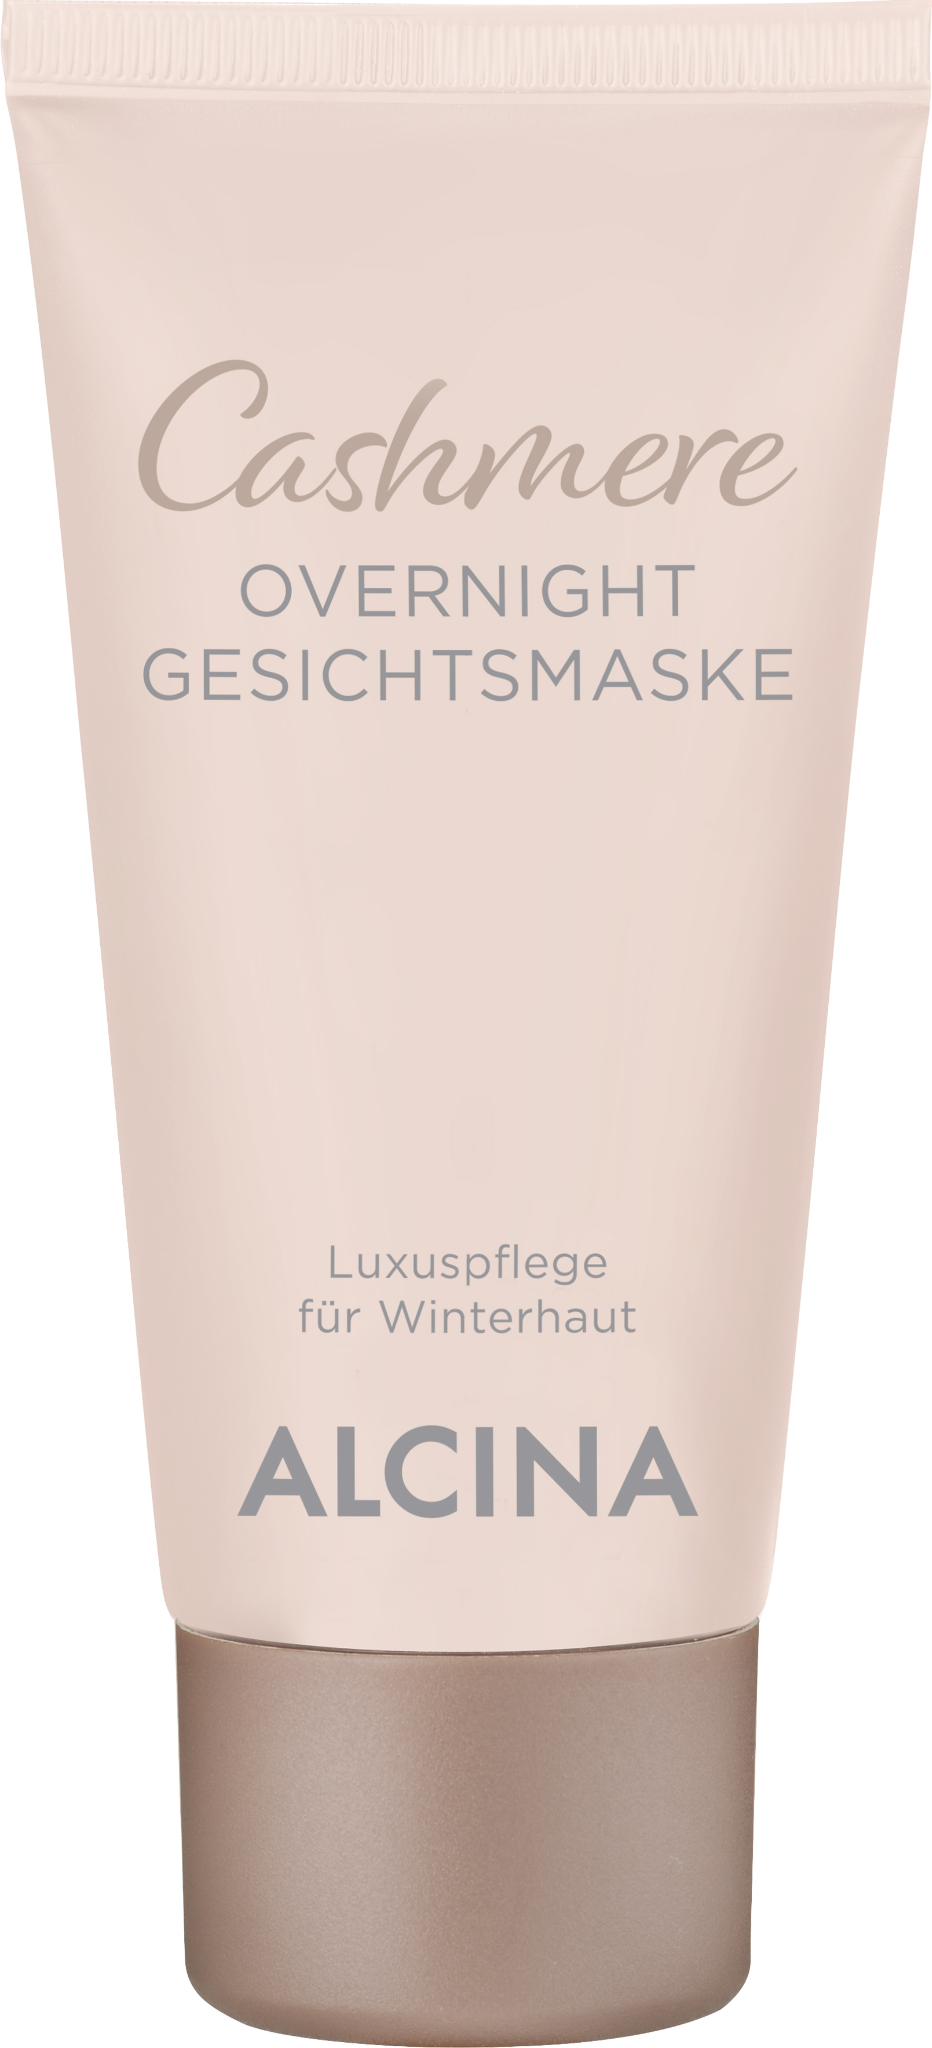 Cashmere
OVERNIGHT
GESICHTSMASKE
Luxuspflege
für Winterhaut
ALCINA